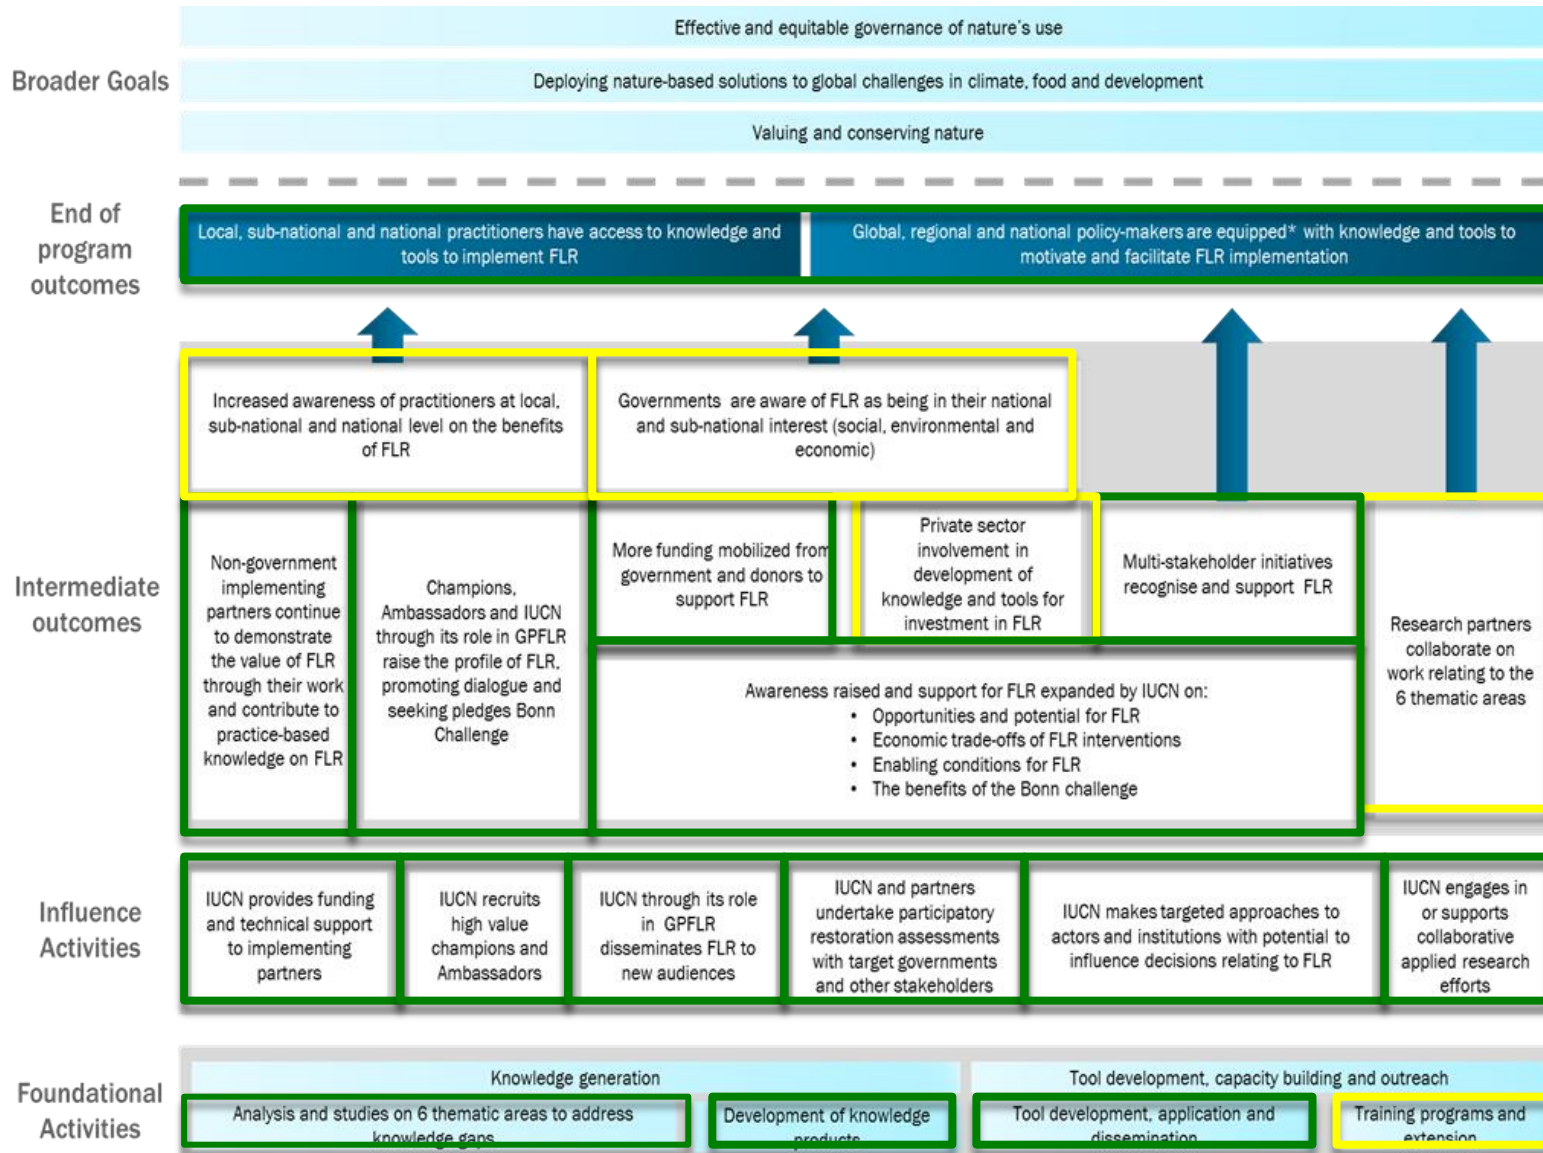 Effective and equitable governance of nature's use
Broader Goals
Deploying nature-based solutions to global challenges in climate, food and development
Valuing and conserving nature
End of
program
outcomes
Local, sub-national and national practitioners have access to knowledge and
tools to implement FLR
Global, regional and national policy-makers are equipped* with knowledge and tools to
motivate and facilitate FLR implementation
Increased awareness of practitioners at local,
sub-national and national level on the benefits
of FLR
Governments are aware of FLR as being in their national
and sub-national interest (social, environmental and
economic)
Intermediate
outcomes
Non-government
implementing
partners continue
to demonstrate
the value of FLR
through their work
and contribute to
practice-based
knowledge on FLR
Champions,
Ambassadors and IUCN
through its role in GPFLR
raise the profile of FLR,
promoting dialogue and
seeking pledges Bonn
Challenge
More funding mobilized from
government and donors to
support FLR
Private sector
involvement in
development of
knowledge and tools for
investment in FLR
Multi-stakeholder initiatives
recognise and support FLR
Awareness raised and support for FLR expanded by IUCN on:
• Opportunities and potential for FLR
• Economic trade-offs of FLR interventions
• Enabling conditions for FLR
• The benefits of the Bonn challenge
Research partners
collaborate on
work relating to the
6 thematic areas
Influence
Activities
IUCN provides funding
and technical support
to implementing
partners
IUCN recruits
high value
champions and
Ambassadors
IUCN through its role
in GPFLR
disseminates FLR to
new audiences
IUCN and partners
undertake participatory
restoration assessments
with target governments
and other stakeholders
IUCN makes targeted approaches to
actors and institutions with potential to
influence decisions relating to FLR
IUCN engages in
or supports
collaborative
applied research
efforts
Foundational
Activities
Knowledge generation
Analysis and studies on 6 thematic areas to address
knowledge gaps
Development of knowledge
products
Tool development, capacity building and outreach
Tool development, application and
dissemination
Training programs and
extension